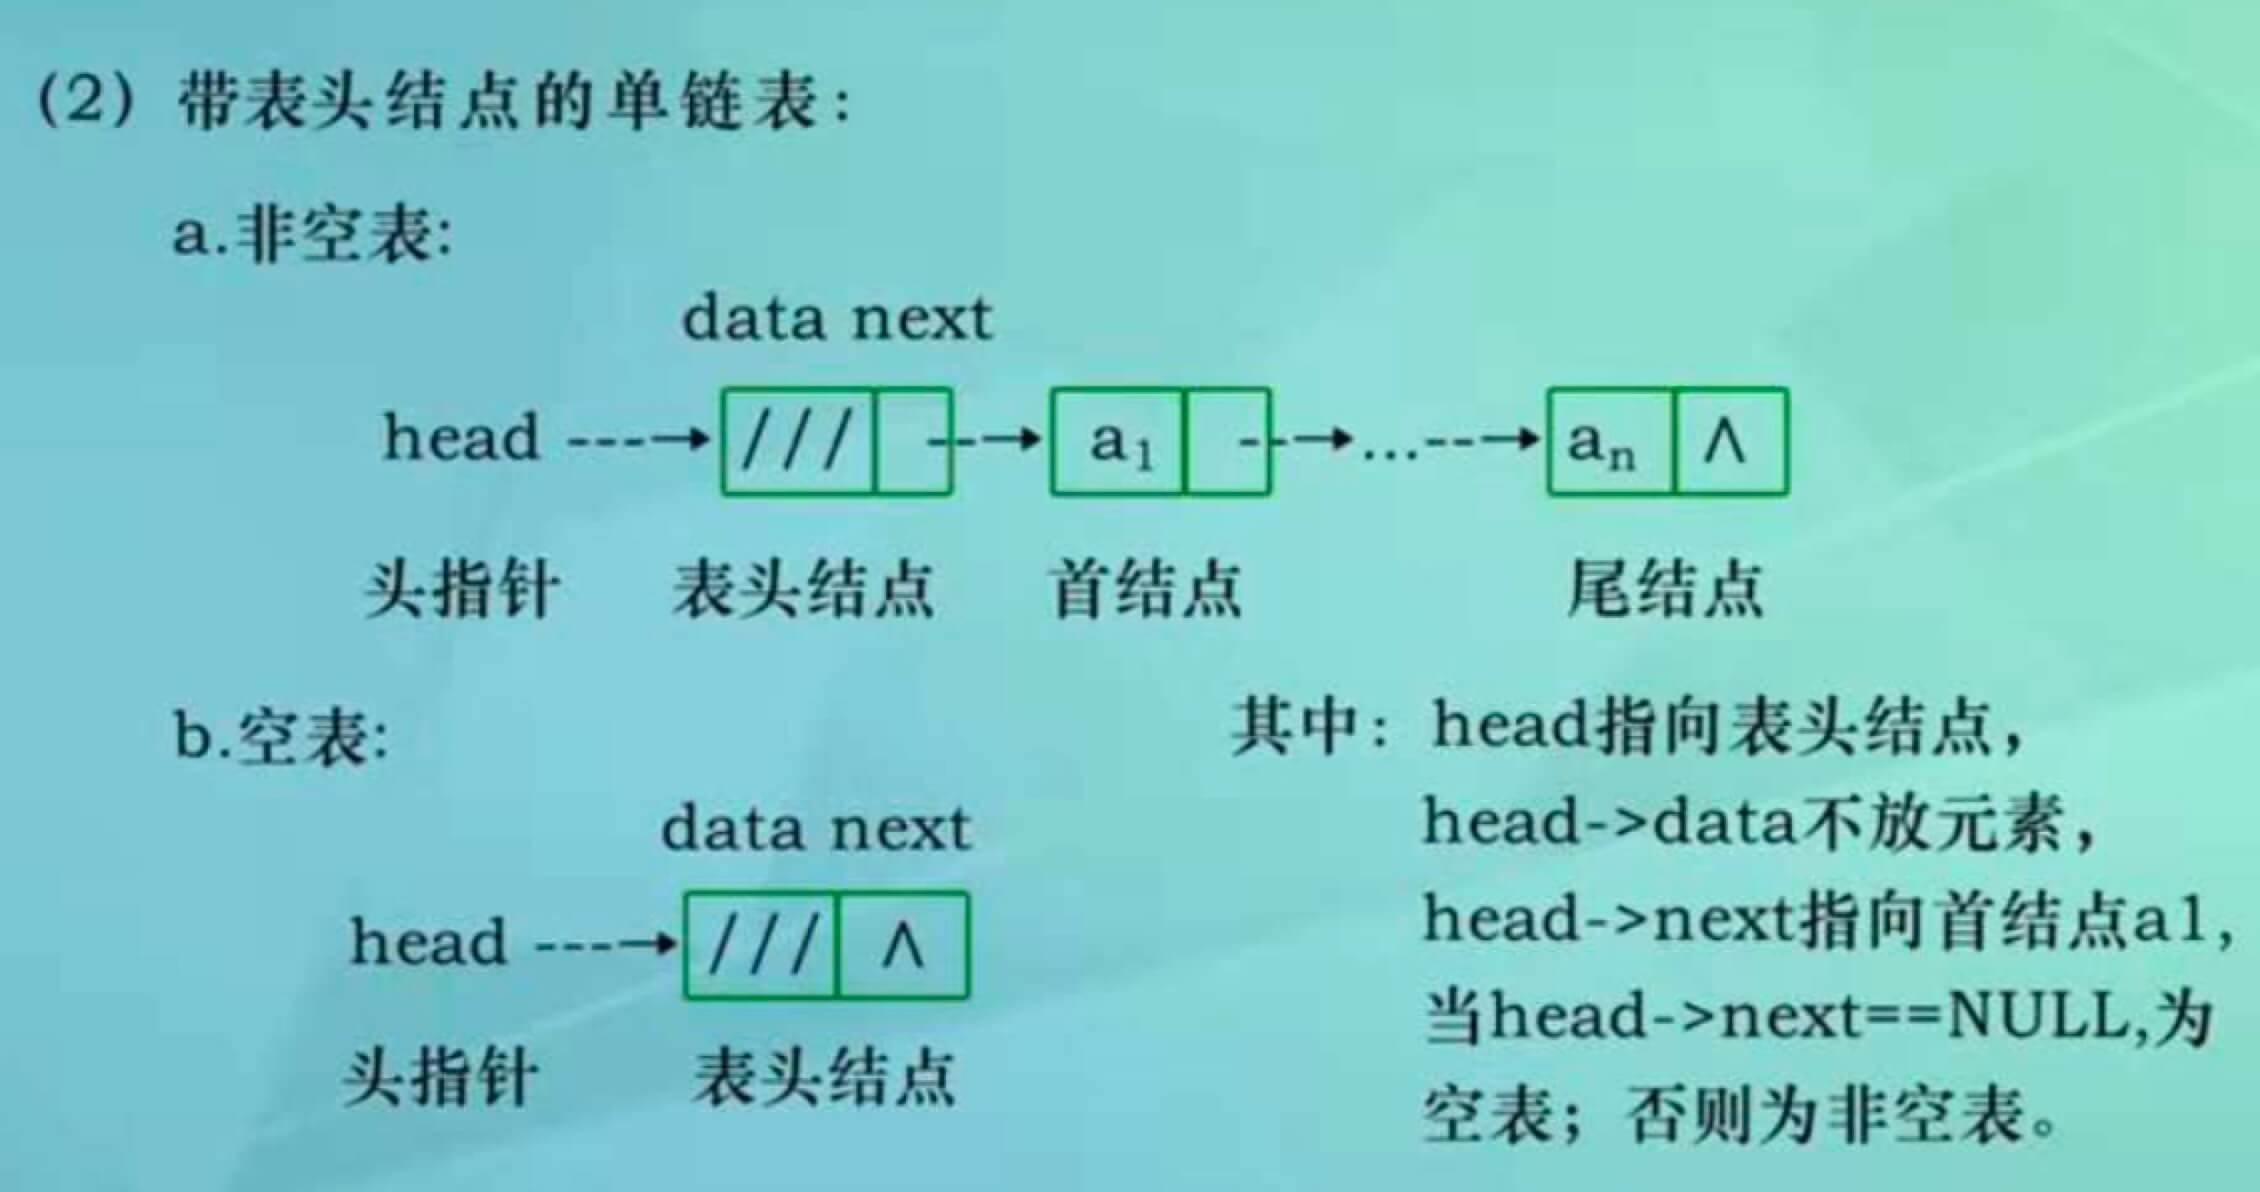 (2) 带表头结点的单链表:
a.非空表:
data next
head ---→ /// --→ a1 --→...--→ an ∧
头指针 表头结点 首结点 尾结点
b.空表:
其中: head指向表头结点,
head->data不放元素,
head->next指向首结点a1,
当head->next==NULL,为
空表; 否则为非空表。
data next
head ---→ /// ∧
头指针 表头结点